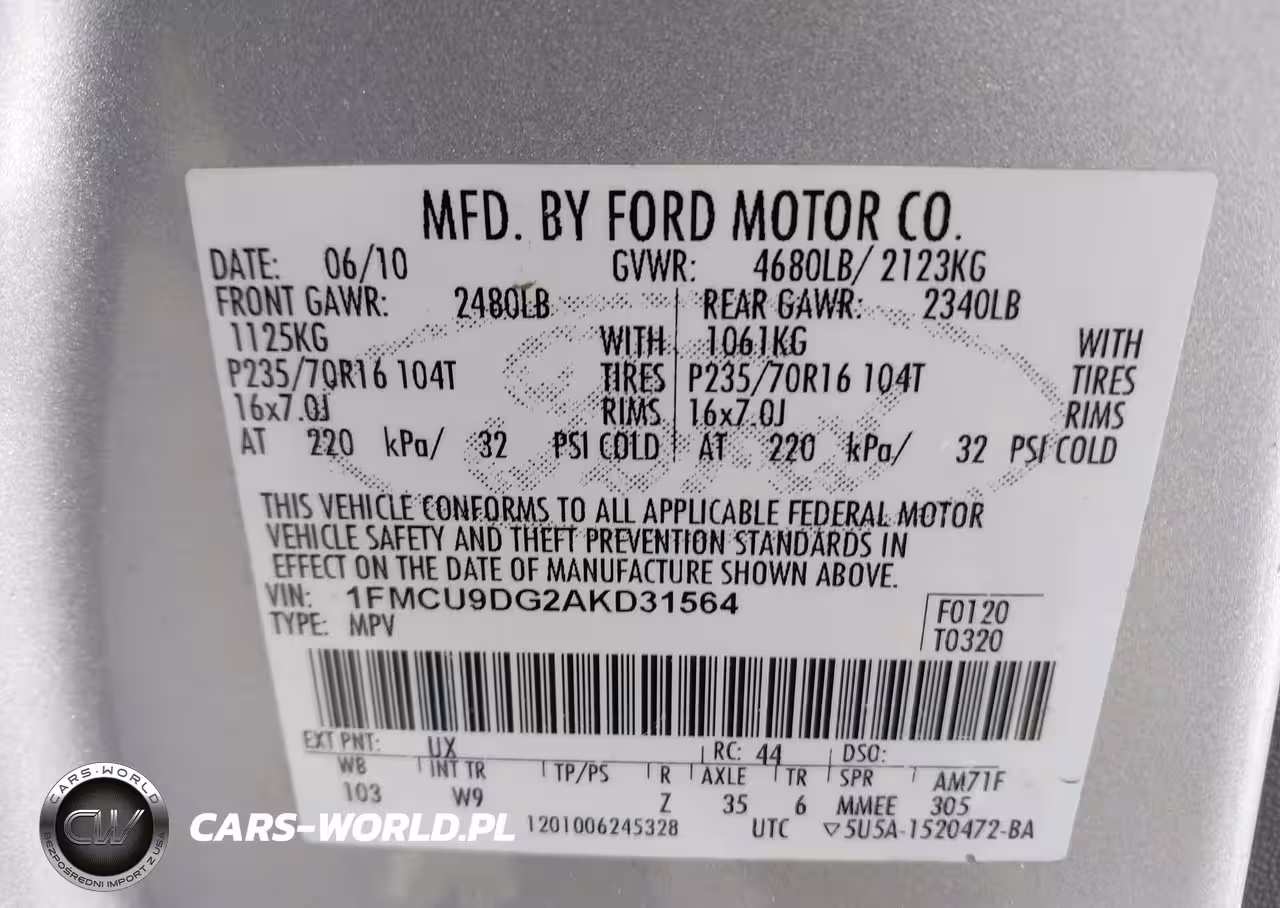 MFD. BY FORD MOTOR CO.
DATE: 06/10 GVWR: 4680LB/ 2123KG
FRONT GAWR: 2480LB REAR GAWR: 2340LB
1125KG WITH 1061KG WITH
P235/70R16 104T TIRES P235/70R16 104T TIRES
16x7.0J RIMS 16x7.0J RIMS
AT 220 kPa/ 32 PSI COLD AT 220 kPa/ 32 PSI COLD
THIS VEHICLE CONFORMS TO ALL APPLICABLE FEDERAL MOTOR
VEHICLE SAFETY AND THEFT PREVENTION STANDARDS IN
EFFECT ON THE DATE OF MANUFACTURE SHOWN ABOVE.
VIN: 1FMCU9DG2AKD31564
TYPE: MPV
F0120
T0320
EXT PNT: UX RC: 44 DSO:
WB INT TR TP/PS R AXLE TR SPR AM71F
103 W9 Z 35 6 MMEE 305
1201006245328 UTC ▽5U5A-1520472-BA
CARS-WORLD
CW
BEZPOŚREDNI IMPORT Z USA
CARS-WORLD.PL